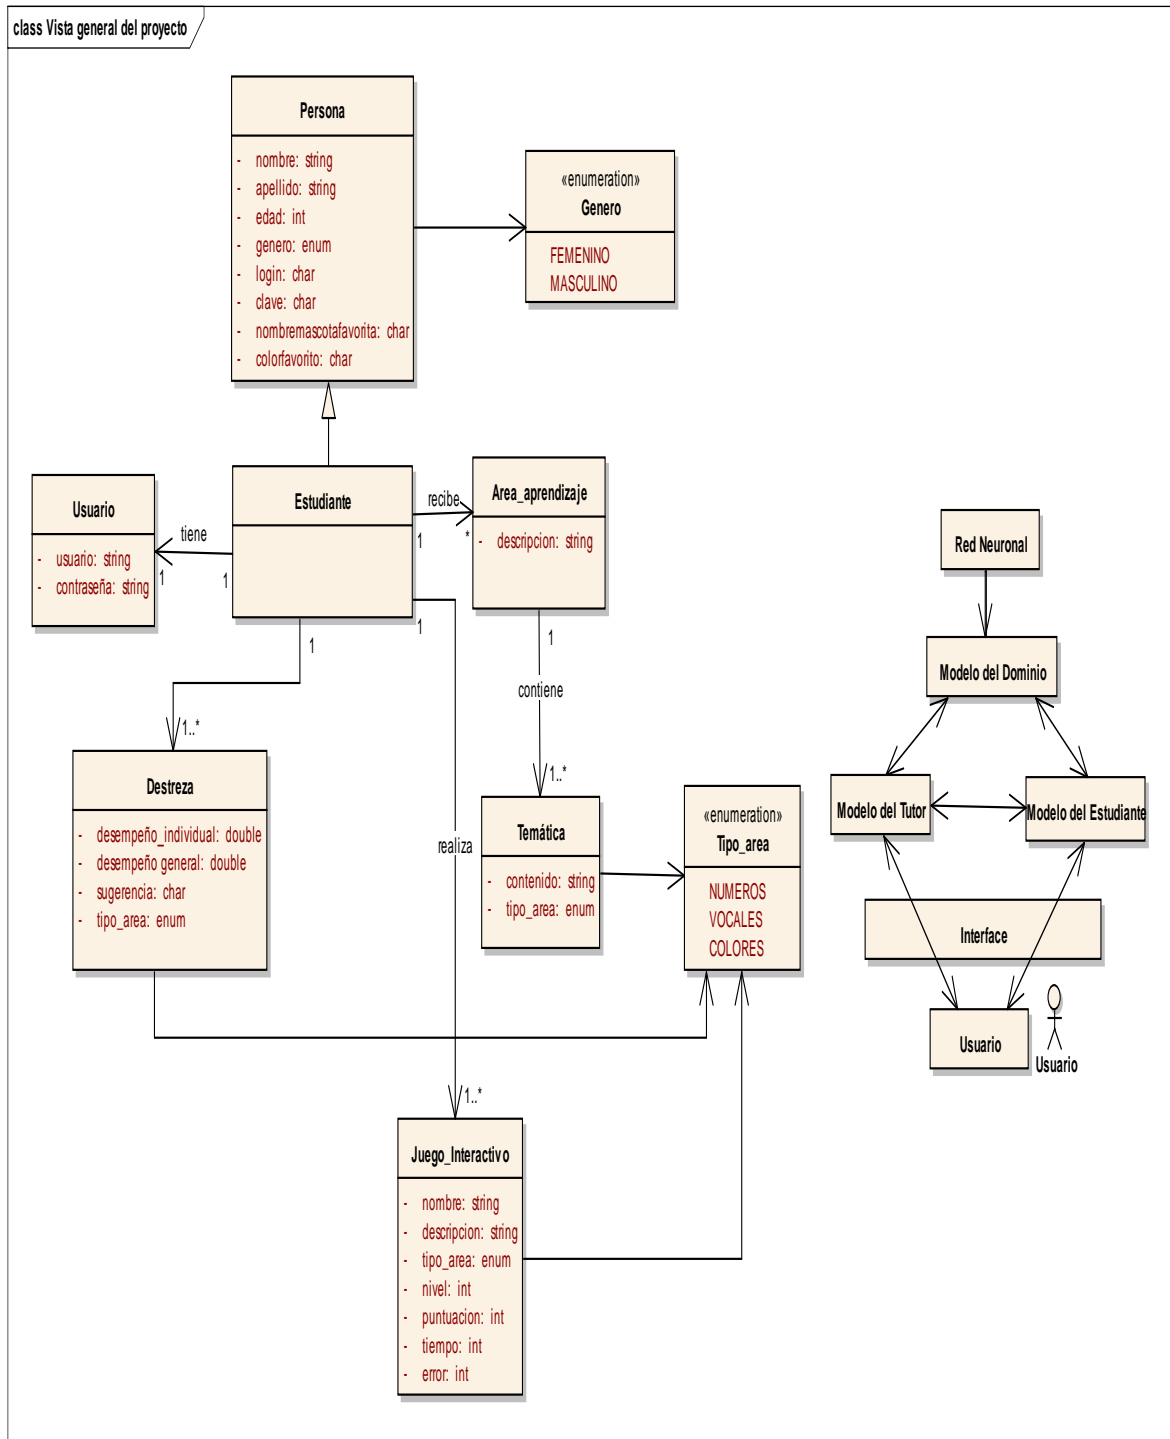 class Vista general del proyecto
Persona
- nombre: string
- apellido: string
- edad: int
- genero: enum
- login: char
- clave: char
- nombremascotafavorita: char
- colorfavorito: char
«enumeration»
Genero
FEMENINO
MASCULINO
Usuario
- usuario: string
- contraseña: string
tiene
1
1
Estudiante
recibe
1
*
Area_aprendizaje
- descripcion: string
1
1
1
contiene
1..*
1..*
Destreza
- desempeño_individual: double
- desempeño general: double
- sugerencia: char
- tipo_area: enum
realiza
Temática
- contenido: string
- tipo_area: enum
«enumeration»
Tipo_area
NUMEROS
VOCALES
COLORES
1..*
Juego_Interactivo
- nombre: string
- descripcion: string
- tipo_area: enum
- nivel: int
- puntuacion: int
- tiempo: int
- error: int
Red Neuronal
Modelo del Dominio
Modelo del Tutor
Modelo del Estudiante
Interface
Usuario
Usuario